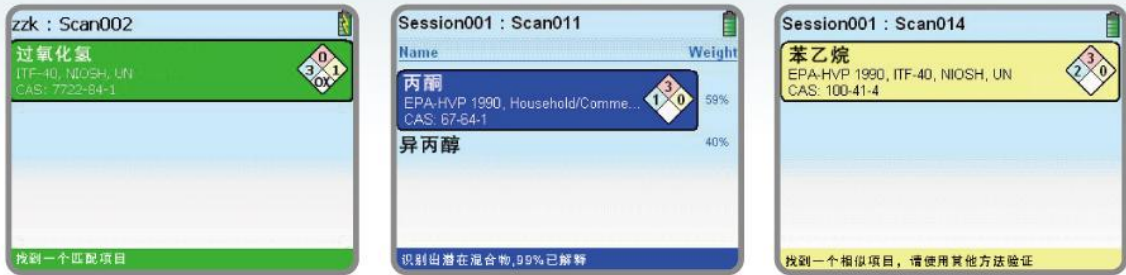 zzk : Scan002
过氧化氢
ITF-40, NIOSH, UN
CAS: 7722-84-1
0
3
1
OX
找到一个匹配项目
Session001 : Scan011
Name Weight
丙酮
EPA-HVP 1990, Household/Comme...
CAS: 67-64-1
3
1
0
59%
异丙醇 40%
识别出潜在混合物,99%已解释
Session001 : Scan014
苯乙烷
EPA-HVP 1990, ITF-40, NIOSH, UN
CAS: 100-41-4
3
2
0
找到一个相似项目，请使用其他方法验证